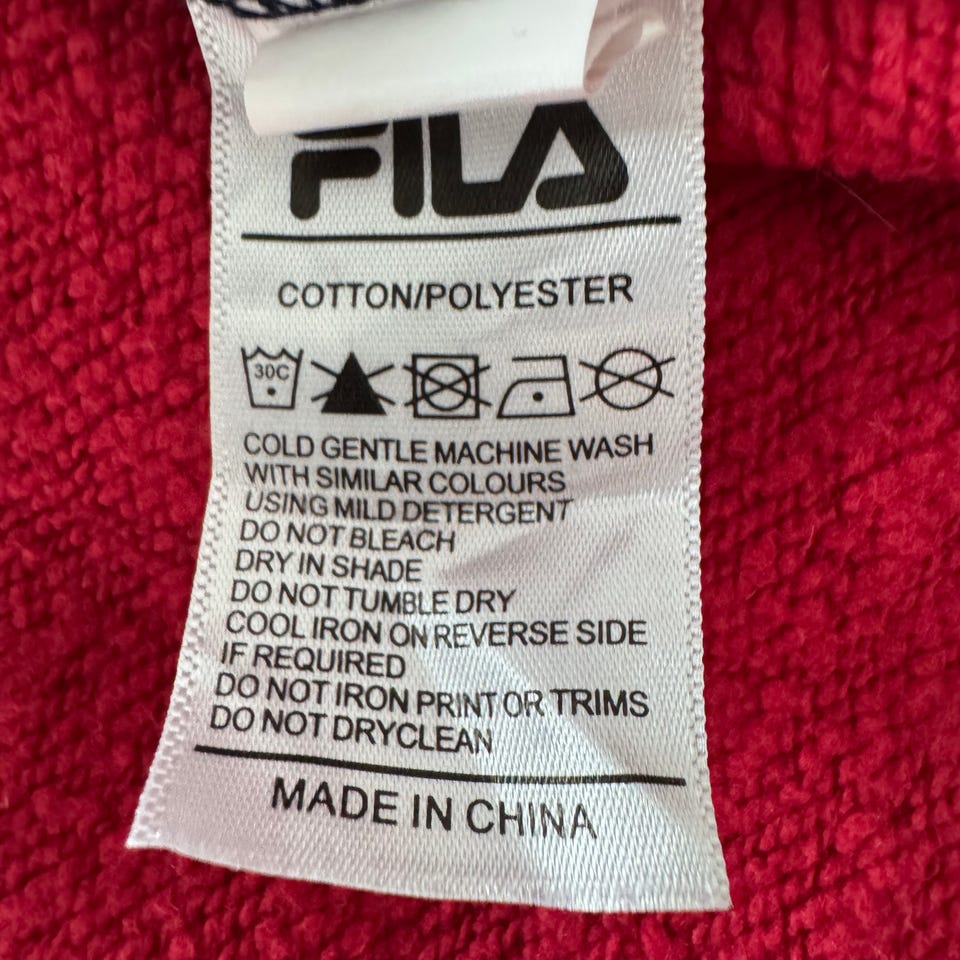 FILA
COTTON/POLYESTER
30C
COLD GENTLE MACHINE WASH
WITH SIMILAR COLOURS
USING MILD DETERGENT
DO NOT BLEACH
DRY IN SHADE
DO NOT TUMBLE DRY
COOL IRON ON REVERSE SIDE
IF REQUIRED
DO NOT IRON PRINT OR TRIMS
DO NOT DRYCLEAN
MADE IN CHINA